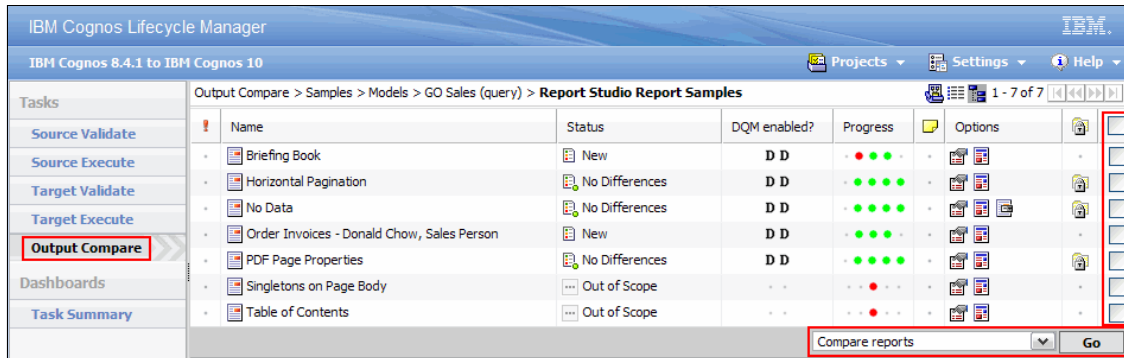 IBM Cognos Lifecycle Manager
IBM.
IBM Cognos 8.4.1 to IBM Cognos 10
Projects
Settings
Help
Tasks
Source Validate
Source Execute
Target Validate
Target Execute
Output Compare
Dashboards
Task Summary
Output Compare > Samples > Models > GO Sales (query) > Report Studio Report Samples
1 - 7 of 7
! Name Status DQM enabled? Progress Options
Briefing Book New D D
Horizontal Pagination No Differences D D
No Data No Differences D D
Order Invoices - Donald Chow, Sales Person New D D
PDF Page Properties No Differences D D
Singletons on Page Body Out of Scope
Table of Contents Out of Scope
Compare reports Go